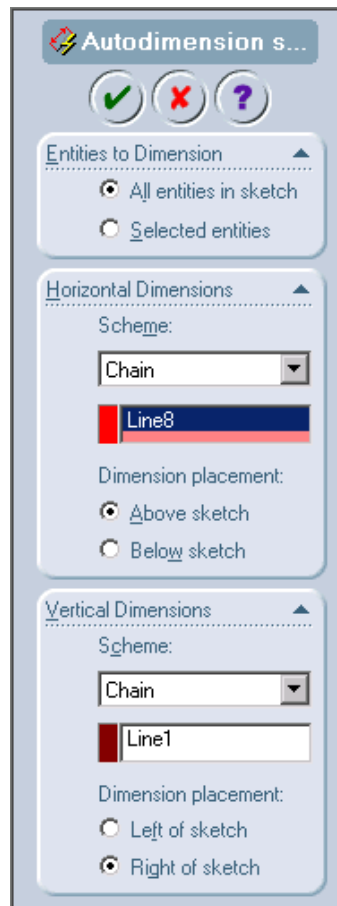 Autodimension s...
?
Entities to Dimension
All entities in sketch
Selected entities
Horizontal Dimensions
Scheme:
Chain
Line8
Dimension placement:
Above sketch
Below sketch
Vertical Dimensions
Scheme:
Chain
Line1
Dimension placement:
Left of sketch
Right of sketch